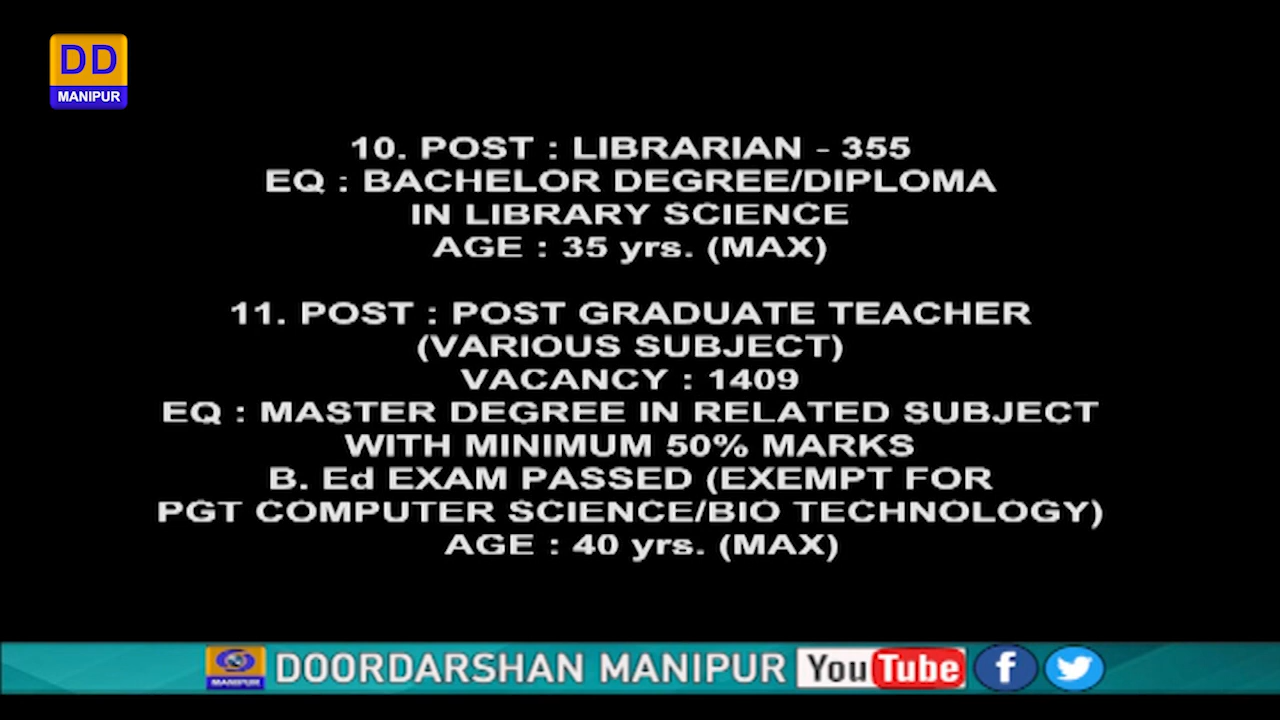 DD
MANIPUR
10. POST : LIBRARIAN - 355
EQ : BACHELOR DEGREE/DIPLOMA
IN LIBRARY SCIENCE
AGE : 35 yrs. (MAX)
11. POST : POST GRADUATE TEACHER
(VARIOUS SUBJECT)
VACANCY : 1409
EQ : MASTER DEGREE IN RELATED SUBJECT
WITH MINIMUM 50% MARKS
B. Ed EXAM PASSED (EXEMPT FOR
PGT COMPUTER SCIENCE/BIO TECHNOLOGY)
AGE : 40 yrs. (MAX)
MANIPUR DOORDARSHAN MANIPUR YouTube f